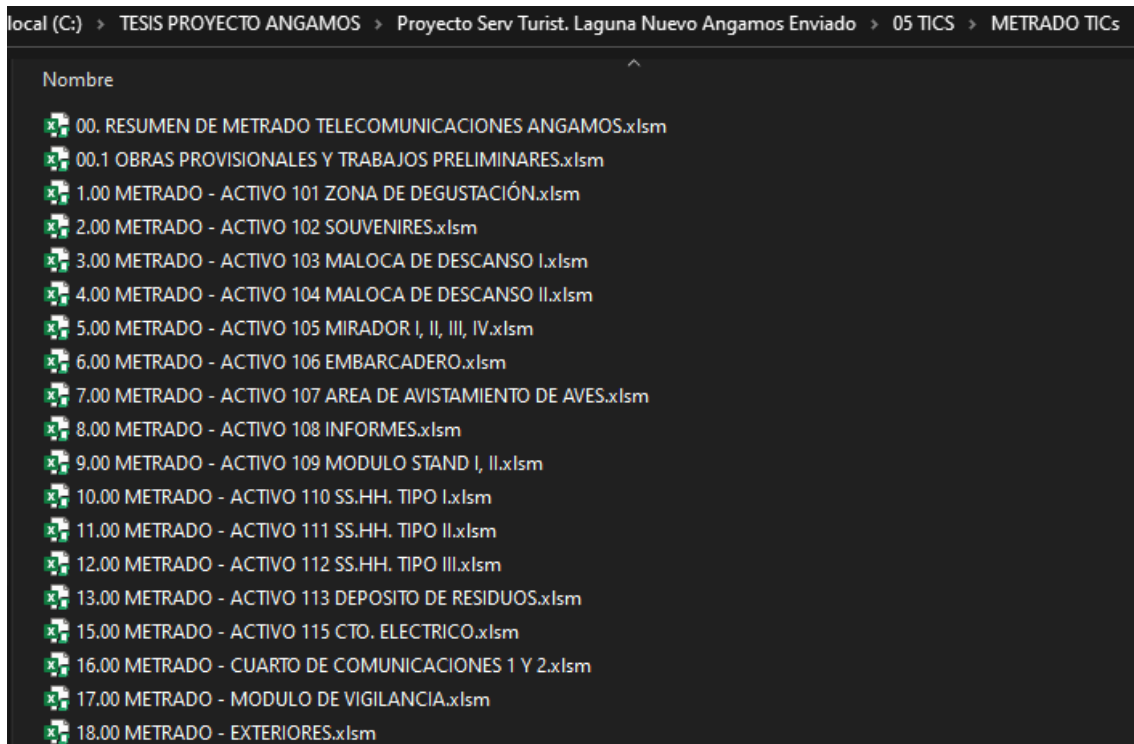 local (C:) > TESIS PROYECTO ANGAMOS > Proyecto Serv Turist. Laguna Nuevo Angamos Enviado > 05 TICS > METRADO TICs
Nombre
00. RESUMEN DE METRADO TELECOMUNICACIONES ANGAMOS.xlsm
00.1 OBRAS PROVISIONALES Y TRABAJOS PRELIMINARES.xlsm
1.00 METRADO - ACTIVO 101 ZONA DE DEGUSTACIÓN.xlsm
2.00 METRADO - ACTIVO 102 SOUVENIRES.xlsm
3.00 METRADO - ACTIVO 103 MALOCA DE DESCANSO I.xlsm
4.00 METRADO - ACTIVO 104 MALOCA DE DESCANSO II.xlsm
5.00 METRADO - ACTIVO 105 MIRADOR I, II, III, IV.xlsm
6.00 METRADO - ACTIVO 106 EMBARCADERO.xlsm
7.00 METRADO - ACTIVO 107 AREA DE AVISTAMIENTO DE AVES.xlsm
8.00 METRADO - ACTIVO 108 INFORMES.xlsm
9.00 METRADO - ACTIVO 109 MODULO STAND I, II.xlsm
10.00 METRADO - ACTIVO 110 SS.HH. TIPO I.xlsm
11.00 METRADO - ACTIVO 111 SS.HH. TIPO II.xlsm
12.00 METRADO - ACTIVO 112 SS.HH. TIPO III.xlsm
13.00 METRADO - ACTIVO 113 DEPOSITO DE RESIDUOS.xlsm
15.00 METRADO - ACTIVO 115 CTO. ELECTRICO.xlsm
16.00 METRADO - CUARTO DE COMUNICACIONES 1 Y 2.xlsm
17.00 METRADO - MODULO DE VIGILANCIA.xlsm
18.00 METRADO - EXTERIORES.xlsm